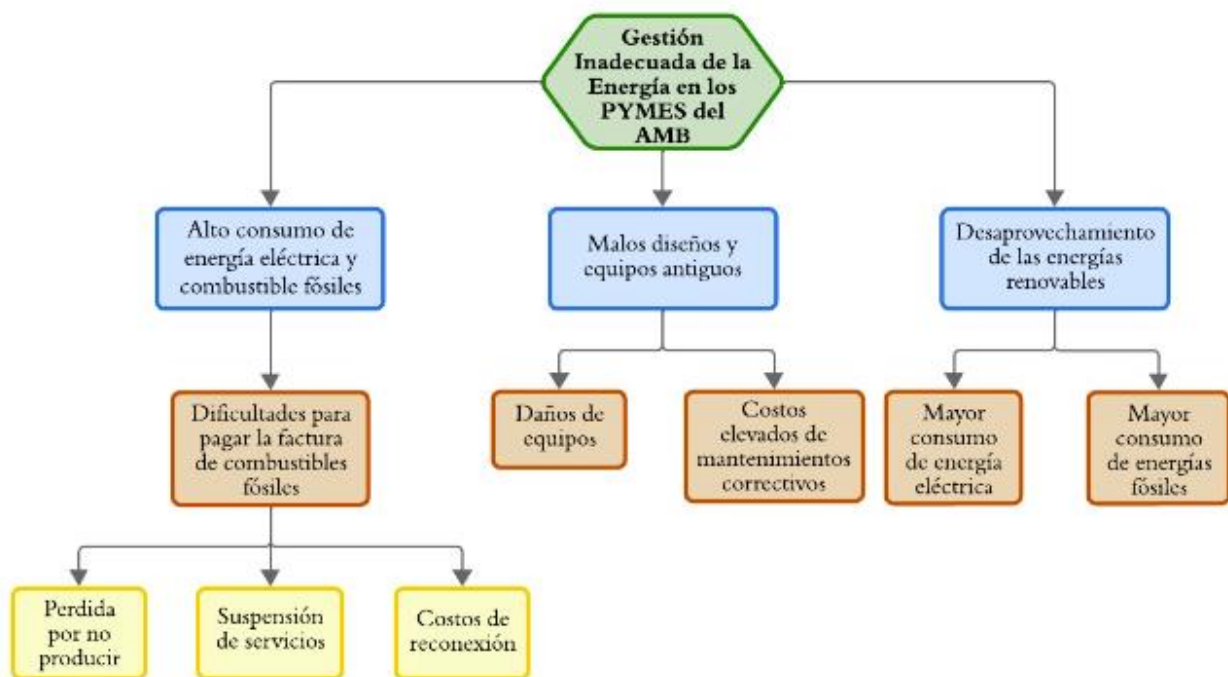 Gestión
Inadecuada de la
Energía en los
PYMES del
AMB
Alto consumo de
energía eléctrica y
combustible fósiles
Malos diseños y
equipos antiguos
Desaprovechamiento
de las energías
renovables
Dificultades para
pagar la factura
de combustibles
fósiles
Daños de
equipos
Costos
elevados de
mantenimientos
correctivos
Mayor
consumo
de energía
eléctrica
Mayor
consumo
de energías
fósiles
Perdida
por no
producir
Suspensión
de servicios
Costos de
reconexión